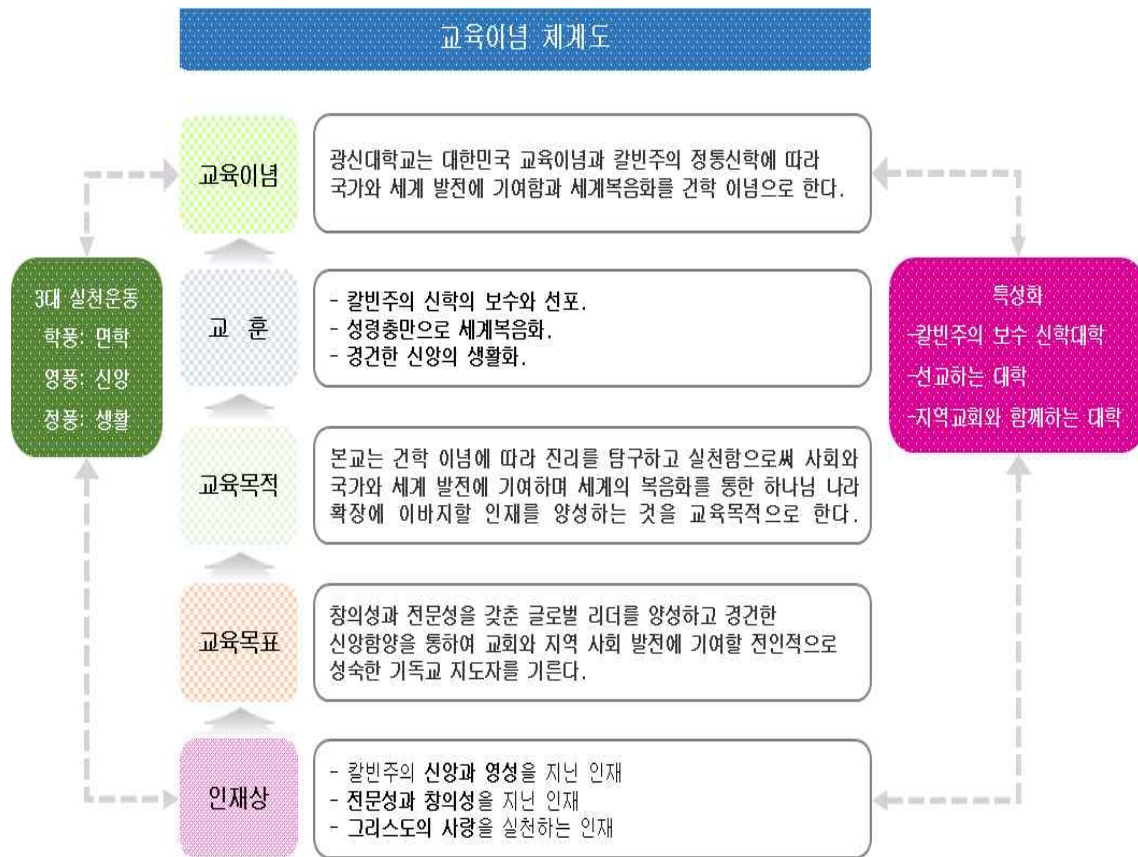 교육이념 체계도
교육이념
광신대학교는 대한민국 교육이념과 칼빈주의 정통신학에 따라
국가와 세계 발전에 기여함과 세계복음화를 건학 이념으로 한다.
3대 실천운동
학풍: 면학
영풍: 신앙
정풍: 생활
교 훈
- 칼빈주의 신학의 보수와 선포.
- 성령충만으로 세계복음화.
- 경건한 신앙의 생활화.
특성화
-칼빈주의 보수 신학대학
-선교하는 대학
-지역교회와 함께하는 대학
교육목적
본교는 건학 이념에 따라 진리를 탐구하고 실천함으로써 사회와
국가와 세계 발전에 기여하며 세계의 복음화를 통한 하나님 나라
확장에 이바지할 인재를 양성하는 것을 교육목적으로 한다.
교육목표
창의성과 전문성을 갖춘 글로벌 리더를 양성하고 경건한
신앙함양을 통하여 교회와 지역 사회 발전에 기여할 전인적으로
성숙한 기독교 지도자를 기른다.
인재상
- 칼빈주의 신앙과 영성을 지닌 인재
- 전문성과 창의성을 지닌 인재
- 그리스도의 사랑을 실천하는 인재